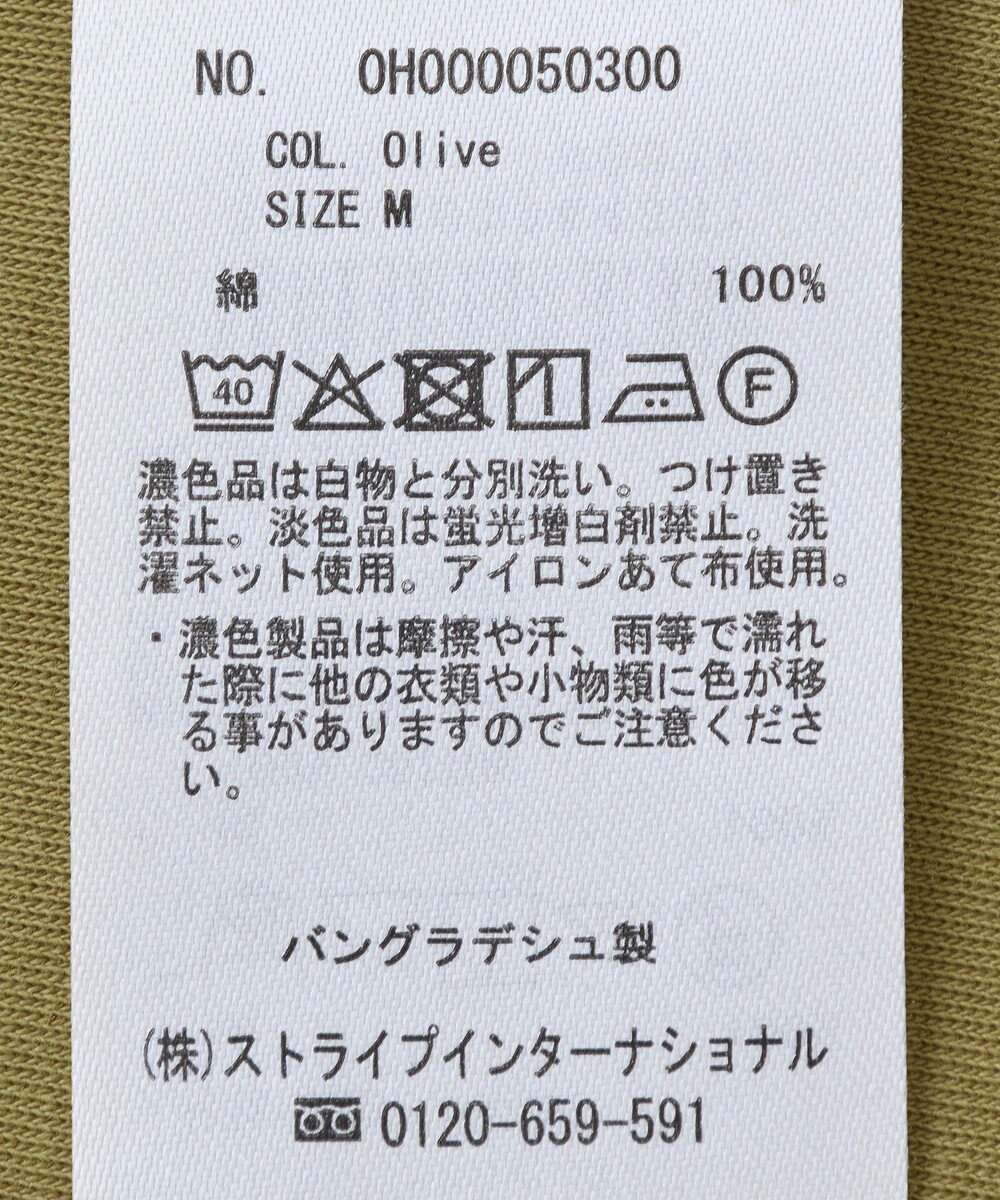 NO. 0H000050300
COL. Olive
SIZE M
綿 100%
40 F
濃色品は白物と分別洗い。つけ置き
禁止。淡色品は蛍光増白剤禁止。洗
濯ネット使用。アイロンあて布使用。
・濃色製品は摩擦や汗、雨等で濡れ
た際に他の衣類や小物類に色が移
る事がありますのでご注意くださ
い。
バングラデシュ製
(株)ストライプインターナショナル
0120-659-591